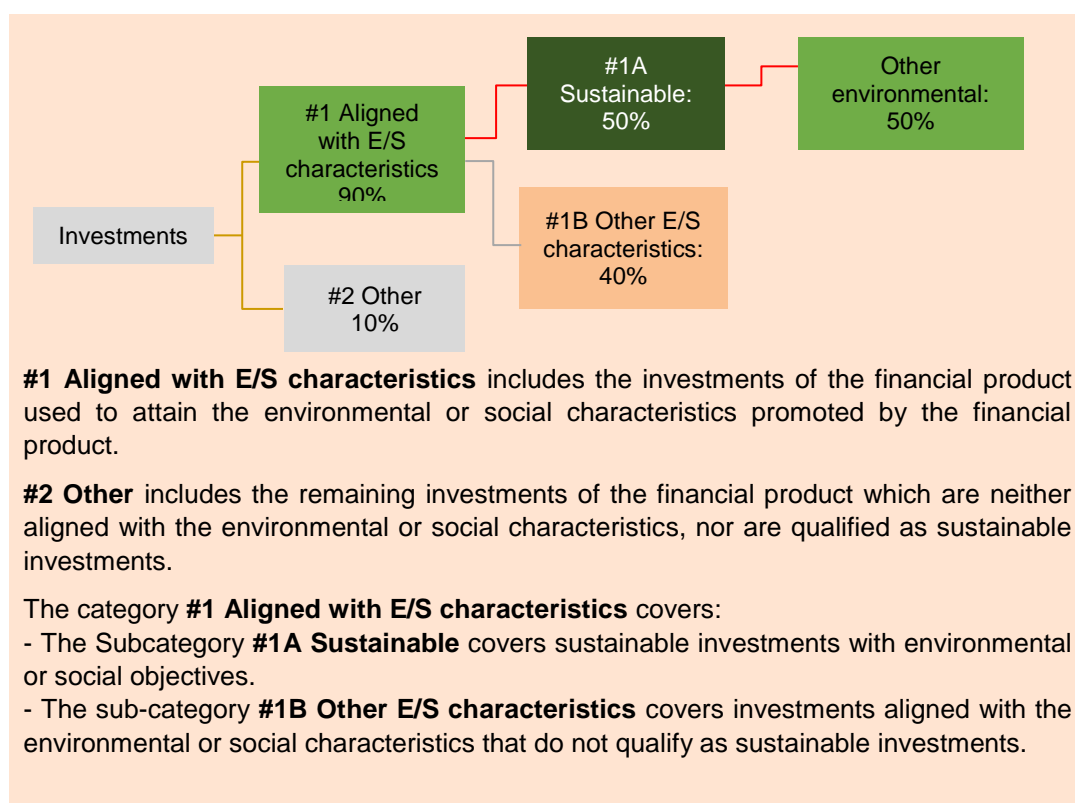 #1A
Sustainable:
50%
Other
environmental:
50%
#1 Aligned
with E/S
characteristics
90%
#1B Other E/S
characteristics:
40%
Investments
#2 Other
10%
#1 Aligned with E/S characteristics includes the investments of the financial product
used to attain the environmental or social characteristics promoted by the financial
product.
#2 Other includes the remaining investments of the financial product which are neither
aligned with the environmental or social characteristics, nor are qualified as sustainable
investments.
The category #1 Aligned with E/S characteristics covers:
- The Subcategory #1A Sustainable covers sustainable investments with environmental
or social objectives.
- The sub-category #1B Other E/S characteristics covers investments aligned with the
environmental or social characteristics that do not qualify as sustainable investments.